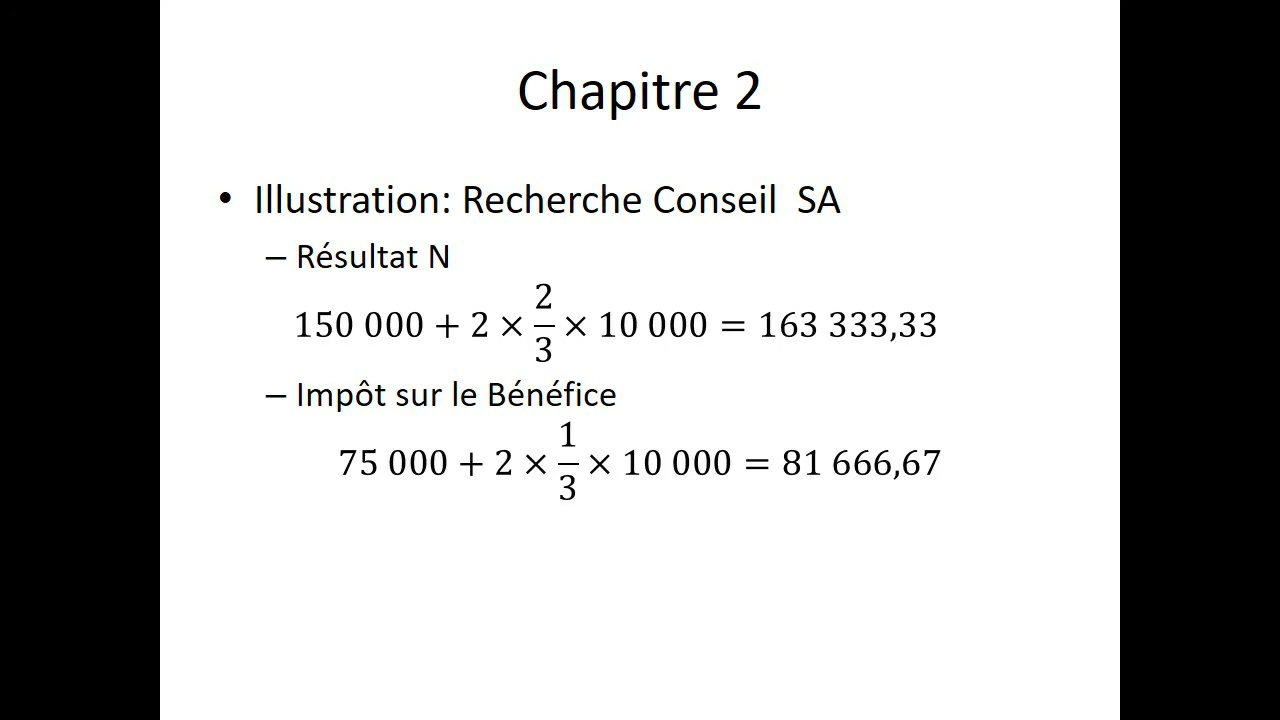 Chapitre 2
• Illustration: Recherche Conseil SA
– Résultat N
150 000 + 2 × 2/3 × 10 000 = 163 333,33
– Impôt sur le Bénéfice
75 000 + 2 × 1/3 × 10 000 = 81 666,67